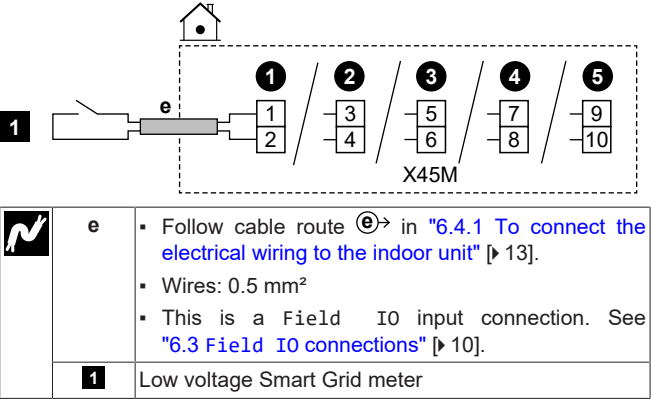 1 2 3 4 5
e
1
1 3 5 7 9
2 4 6 8 10
X45M
e
▪ Follow cable route ⓔ→ in "6.4.1 To connect the
electrical wiring to the indoor unit" [▸ 13].
▪ Wires: 0.5 mm²
▪ This is a Field IO input connection. See
"6.3 Field IO connections" [▸ 10].
1 Low voltage Smart Grid meter